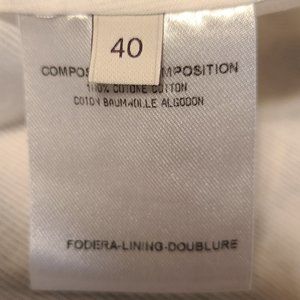 40
COMPOS MPOSITION
100% COTONE COTTON
COTON BAUMWOLLE ALGODON
FODERA-LINING-DOUBLURE